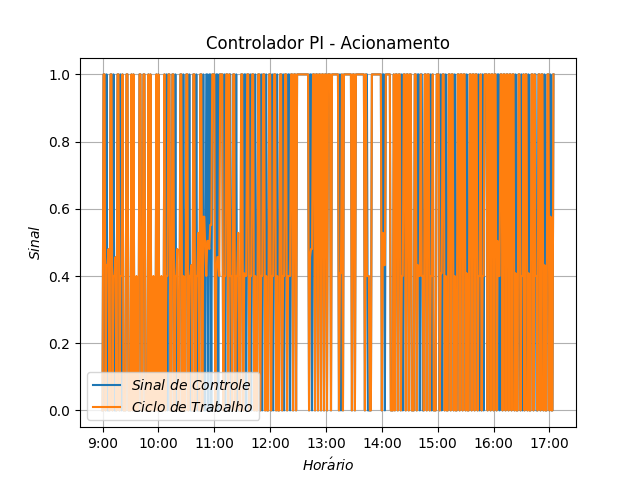 Controlador PI - Acionamento
1.0
0.8
0.6
0.4
0.2
0.0
Sinal
Sinal de Controle
Ciclo de Trabalho
9:00 10:00 11:00 12:00 13:00 14:00 15:00 16:00 17:00
Horário